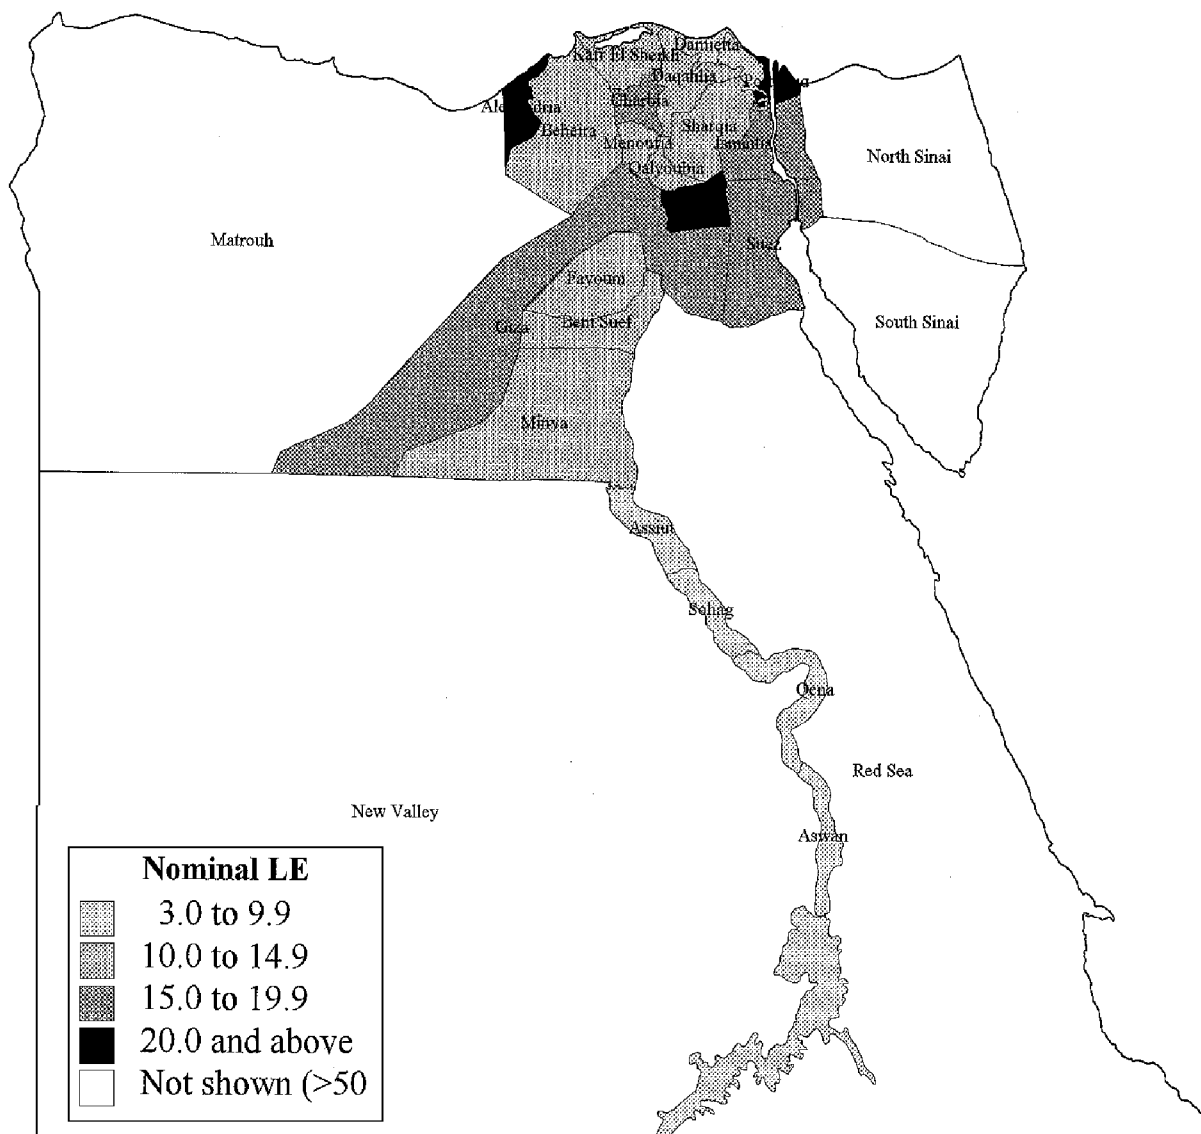 Damietta
Kafr El Sheikh
Daqahlia
Gharbia
Beheira
Sharqia
Menoufia
Ismailia
Qalyoubia
North Sinai
Matrouh
Suez
Fayoum
Giza
Beni Suef
South Sinai
Minya
Assiut
Sohag
Qena
Red Sea
New Valley
Aswan
Nominal LE
3.0 to 9.9
10.0 to 14.9
15.0 to 19.9
20.0 and above
Not shown (>50